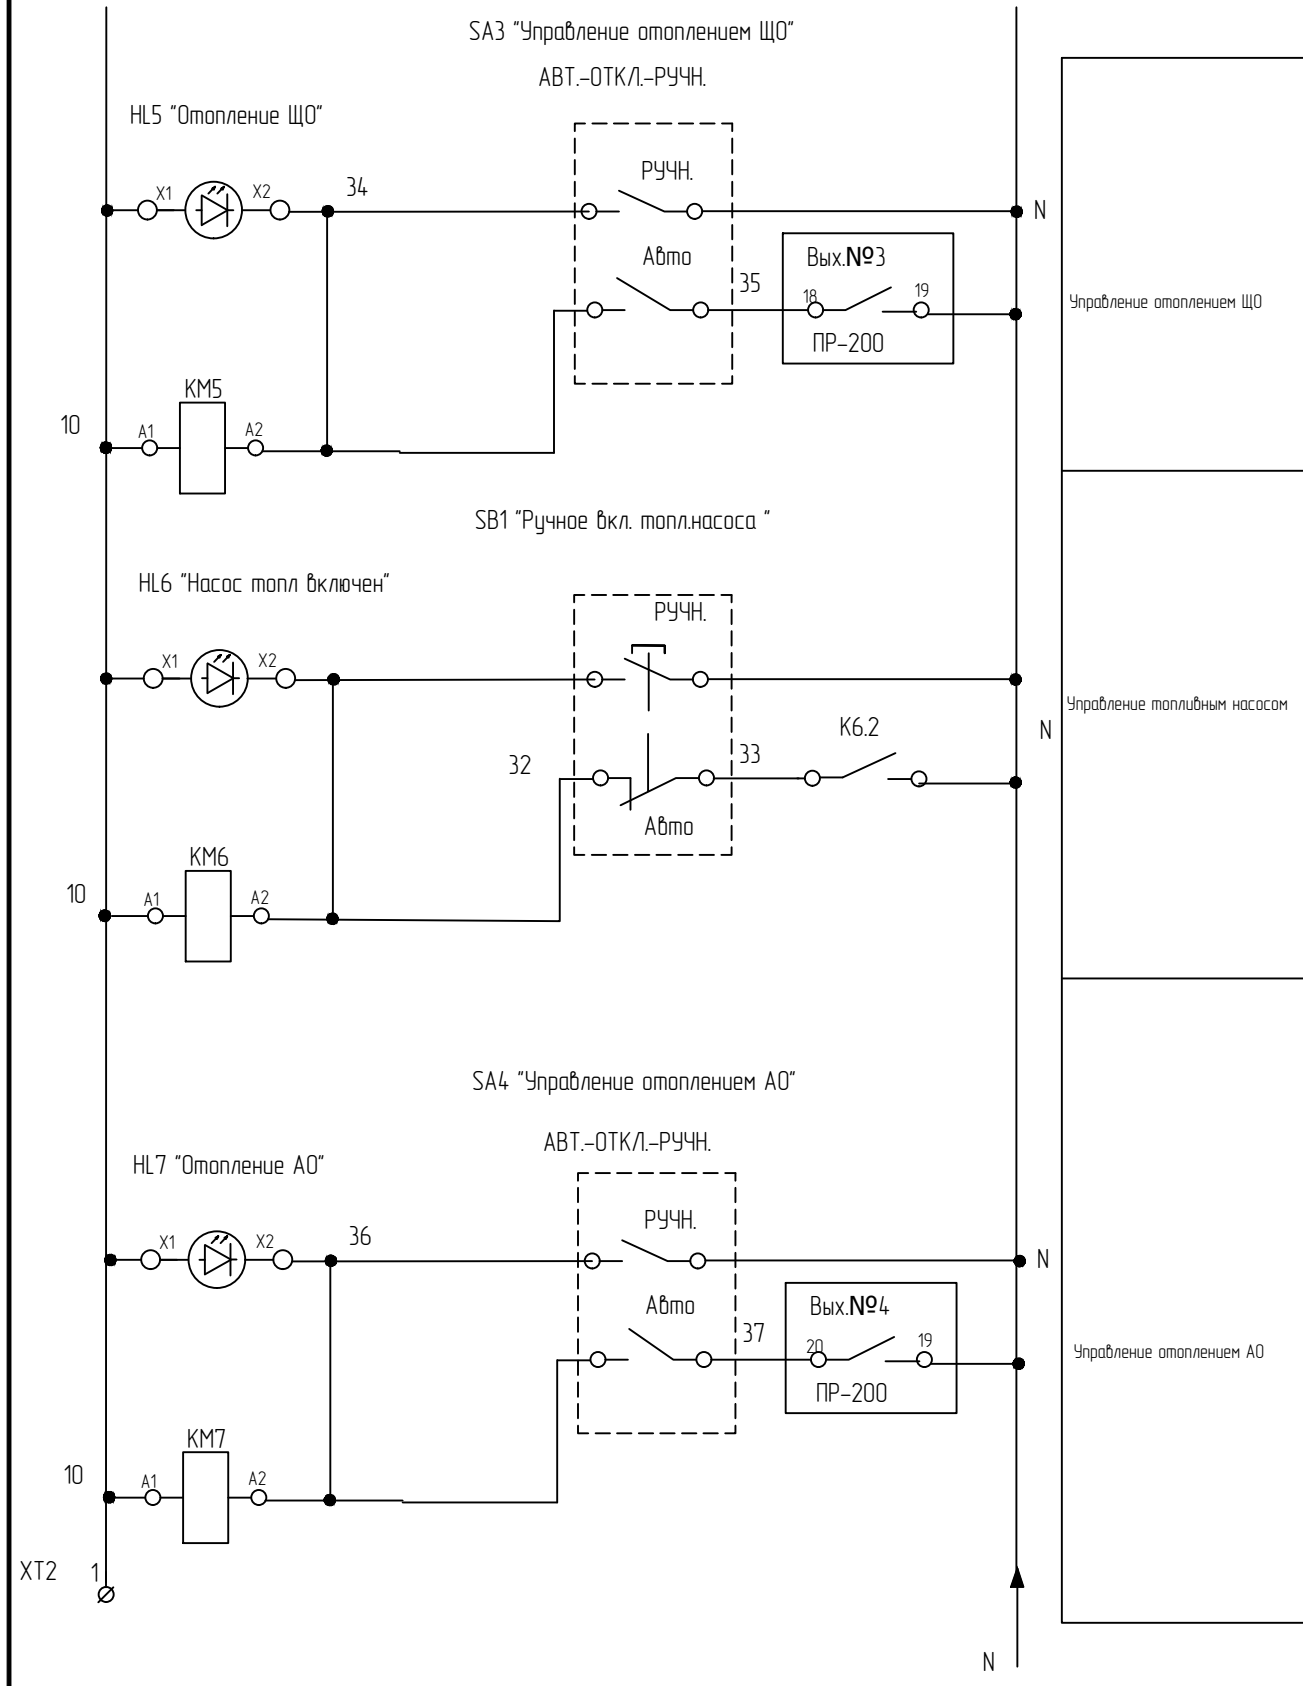 SA3 "Управление отоплением ЩО"
АВТ.-ОТКЛ.-РУЧН.
HL5 "Отопление ЩО"
X1
X2
34
РУЧН.
N
Авто
35
Вых.№3
18
19
ПР-200
Управление отоплением ЩО
KM5
10
A1
A2
SB1 "Ручное вкл. топл.насоса "
HL6 "Насос топл включен"
РУЧН.
X1
X2
Управление топливным насосом
N
32
33
K6.2
Авто
KM6
10
A1
A2
SA4 "Управление отоплением АО"
АВТ.-ОТКЛ.-РУЧН.
HL7 "Отопление АО"
X1
X2
36
РУЧН.
N
Авто
37
Вых.№4
20
19
ПР-200
Управление отоплением АО
KM7
10
A1
A2
XT2
1
N